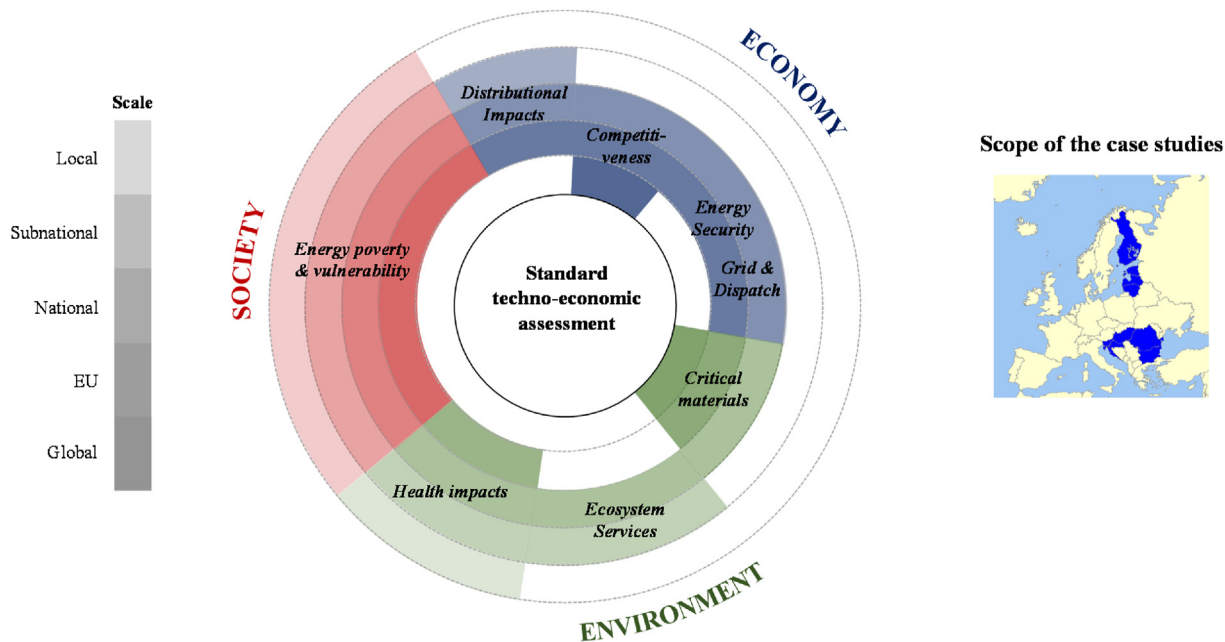 Scale
Local
Subnational
National
EU
Global
SOCIETY
ECONOMY
ENVIRONMENT
Distributional
Impacts
Competiti-
veness
Energy
Security
Grid &
Dispatch
Energy poverty
& vulnerability
Standard
techno-economic
assessment
Critical
materials
Health impacts
Ecosystem
Services
Scope of the case studies